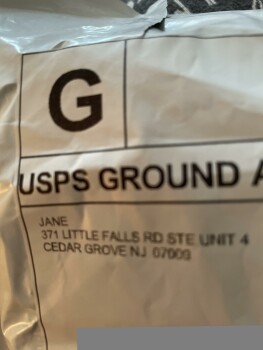 G
USPS GROUND A
JANE
371 LITTLE FALLS RD STE UNIT 4
CEDAR GROVE NJ 07009